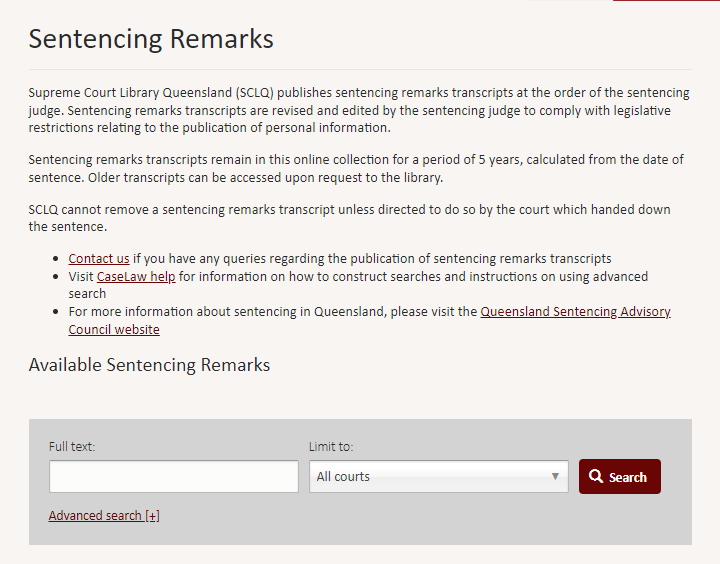 Sentencing Remarks
Supreme Court Library Queensland (SCLQ) publishes sentencing remarks transcripts at the order of the sentencing
judge. Sentencing remarks transcripts are revised and edited by the sentencing judge to comply with legislative
restrictions relating to the publication of personal information.
Sentencing remarks transcripts remain in this online collection for a period of 5 years, calculated from the date of
sentence. Older transcripts can be accessed upon request to the library.
SCLQ cannot remove a sentencing remarks transcript unless directed to do so by the court which handed down
the sentence.
• Contact us if you have any queries regarding the publication of sentencing remarks transcripts
• Visit CaseLaw help for information on how to construct searches and instructions on using advanced
search
• For more information about sentencing in Queensland, please visit the Queensland Sentencing Advisory
Council website
Available Sentencing Remarks
Full text: Limit to:
All courts Search
Advanced search [+]